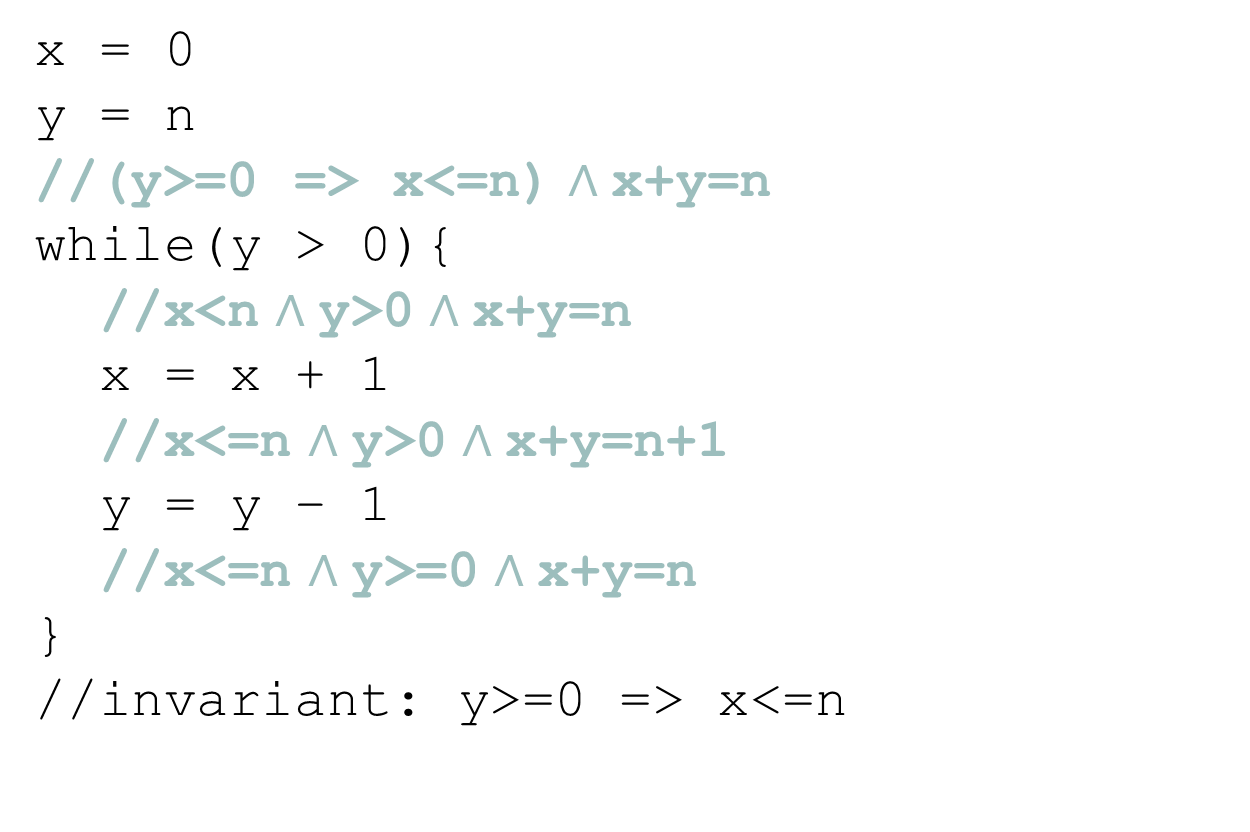 x = 0
y = n
//(y>=0 => x<=n) ∧ x+y=n
while(y > 0){
//x<n ∧ y>0 ∧ x+y=n
x = x + 1
//x<=n ∧ y>0 ∧ x+y=n+1
y = y - 1
//x<=n ∧ y>=0 ∧ x+y=n
}
//invariant: y>=0 => x<=n